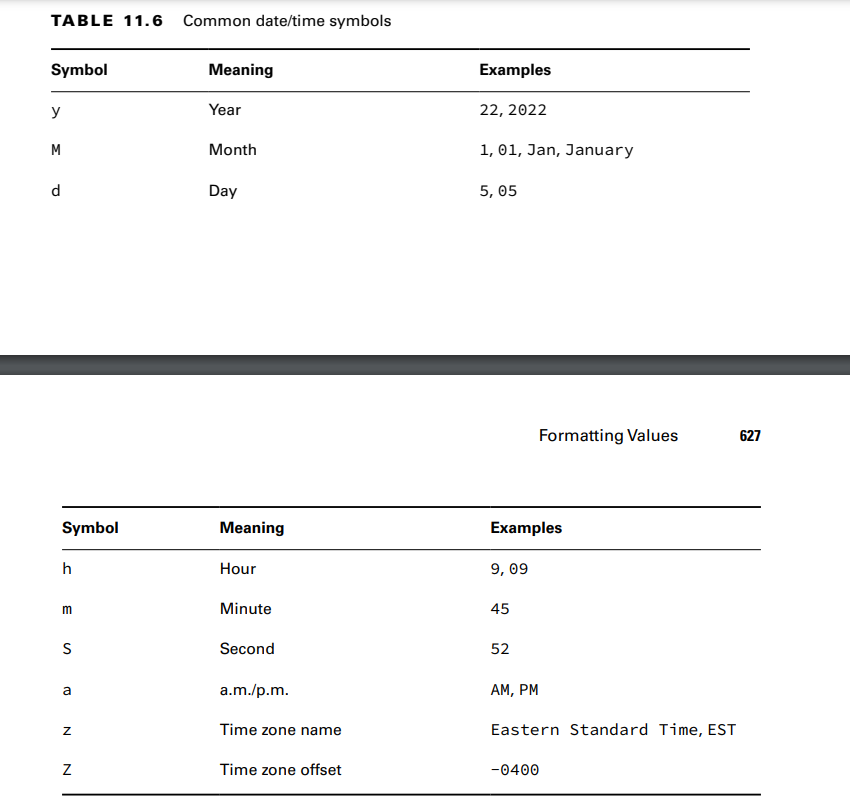 TABLE 11.6 Common date/time symbols
Symbol Meaning Examples
y Year 22, 2022
M Month 1, 01, Jan, January
d Day 5, 05
Formatting Values 627
Symbol Meaning Examples
h Hour 9, 09
m Minute 45
S Second 52
a a.m./p.m. AM, PM
z Time zone name Eastern Standard Time, EST
Z Time zone offset -0400